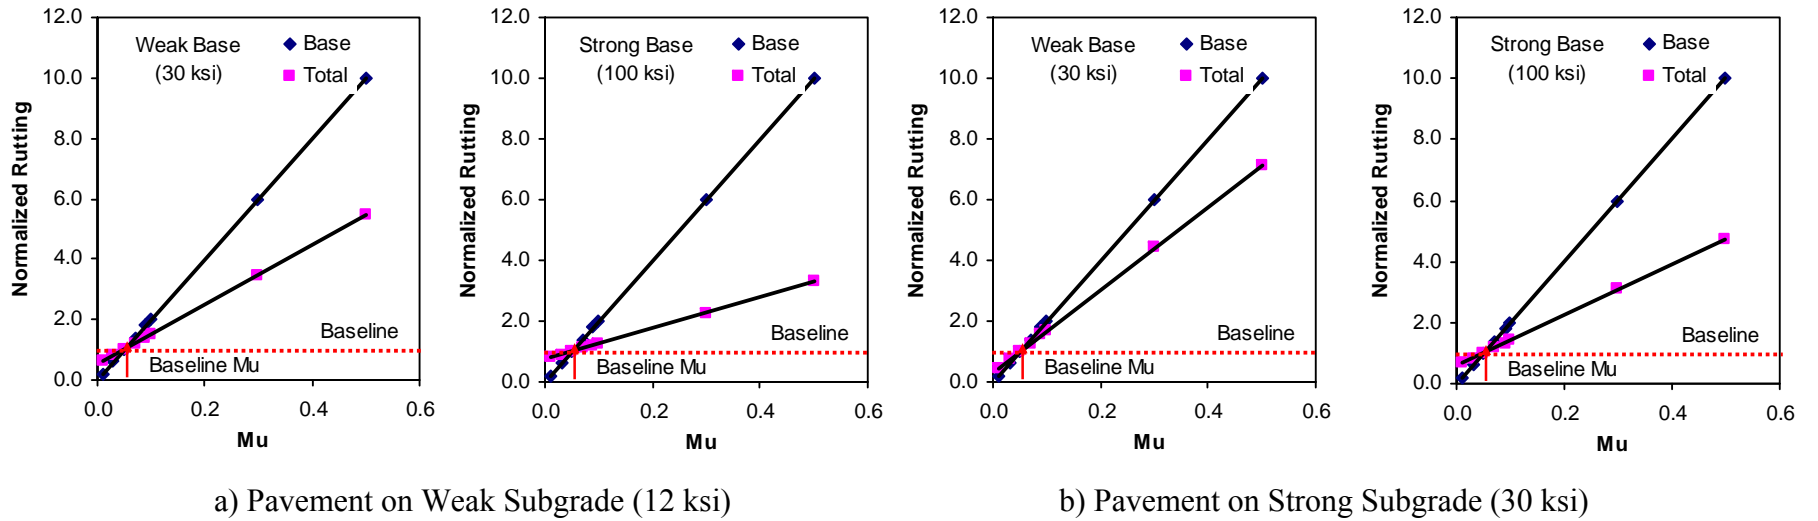 12.0
10.0
8.0
6.0
4.0
2.0
0.0
Normalized Rutting
Weak Base
(30 ksi)
Base
Total
Baseline
Baseline Mu
0.0 0.2 0.4 0.6
Mu
12.0
10.0
8.0
6.0
4.0
2.0
0.0
Normalized Rutting
Strong Base
(100 ksi)
Base
Total
Baseline
Baseline Mu
0.0 0.2 0.4 0.6
Mu
a) Pavement on Weak Subgrade (12 ksi)
12.0
10.0
8.0
6.0
4.0
2.0
0.0
Normalized Rutting
Weak Base
(30 ksi)
Base
Total
Baseline
Baseline Mu
0.0 0.2 0.4 0.6
Mu
12.0
10.0
8.0
6.0
4.0
2.0
0.0
Normalized Rutting
Strong Base
(100 ksi)
Base
Total
Baseline
Baseline Mu
0.0 0.2 0.4 0.6
Mu
b) Pavement on Strong Subgrade (30 ksi)